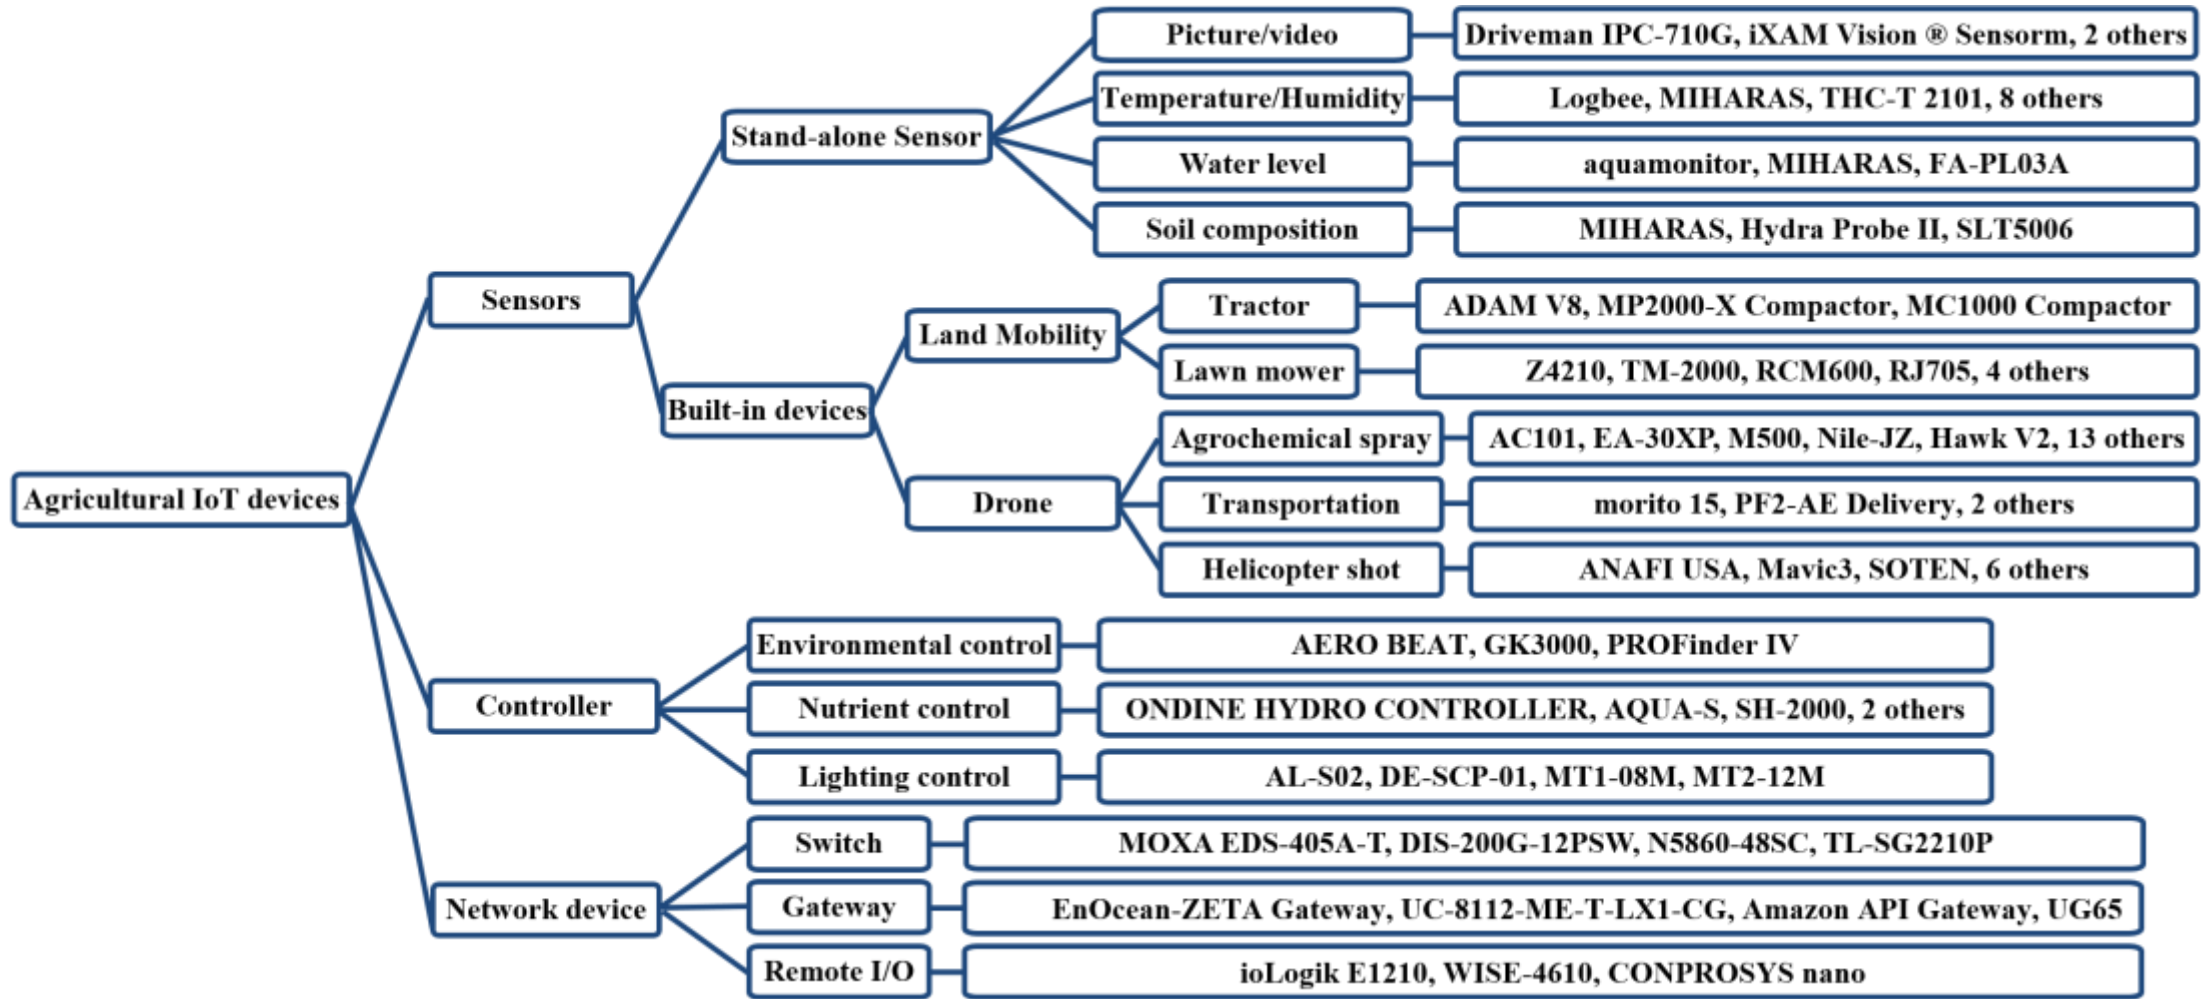 Picture/video
Driveman IPC-710G, iXAM Vision ® Sensorm, 2 others
Temperature/Humidity
Logbee, MIHARAS, THC-T 2101, 8 others
Stand-alone Sensor
Water level
aquamonitor, MIHARAS, FA-PL03A
Soil composition
MIHARAS, Hydra Probe II, SLT5006
Sensors
Tractor
ADAM V8, MP2000-X Compactor, MC1000 Compactor
Land Mobility
Lawn mower
Z4210, TM-2000, RCM600, RJ705, 4 others
Built-in devices
Agrochemical spray
AC101, EA-30XP, M500, Nile-JZ, Hawk V2, 13 others
Agricultural IoT devices
Drone
Transportation
morito 15, PF2-AE Delivery, 2 others
Helicopter shot
ANAFI USA, Mavic3, SOTEN, 6 others
Environmental control
AERO BEAT, GK3000, PROFinder IV
Controller
Nutrient control
ONDINE HYDRO CONTROLLER, AQUA-S, SH-2000, 2 others
Lighting control
AL-S02, DE-SCP-01, MT1-08M, MT2-12M
Switch
MOXA EDS-405A-T, DIS-200G-12PSW, N5860-48SC, TL-SG2210P
Network device
Gateway
EnOcean-ZETA Gateway, UC-8112-ME-T-LX1-CG, Amazon API Gateway, UG65
Remote I/O
ioLogik E1210, WISE-4610, CONPROSYS nano